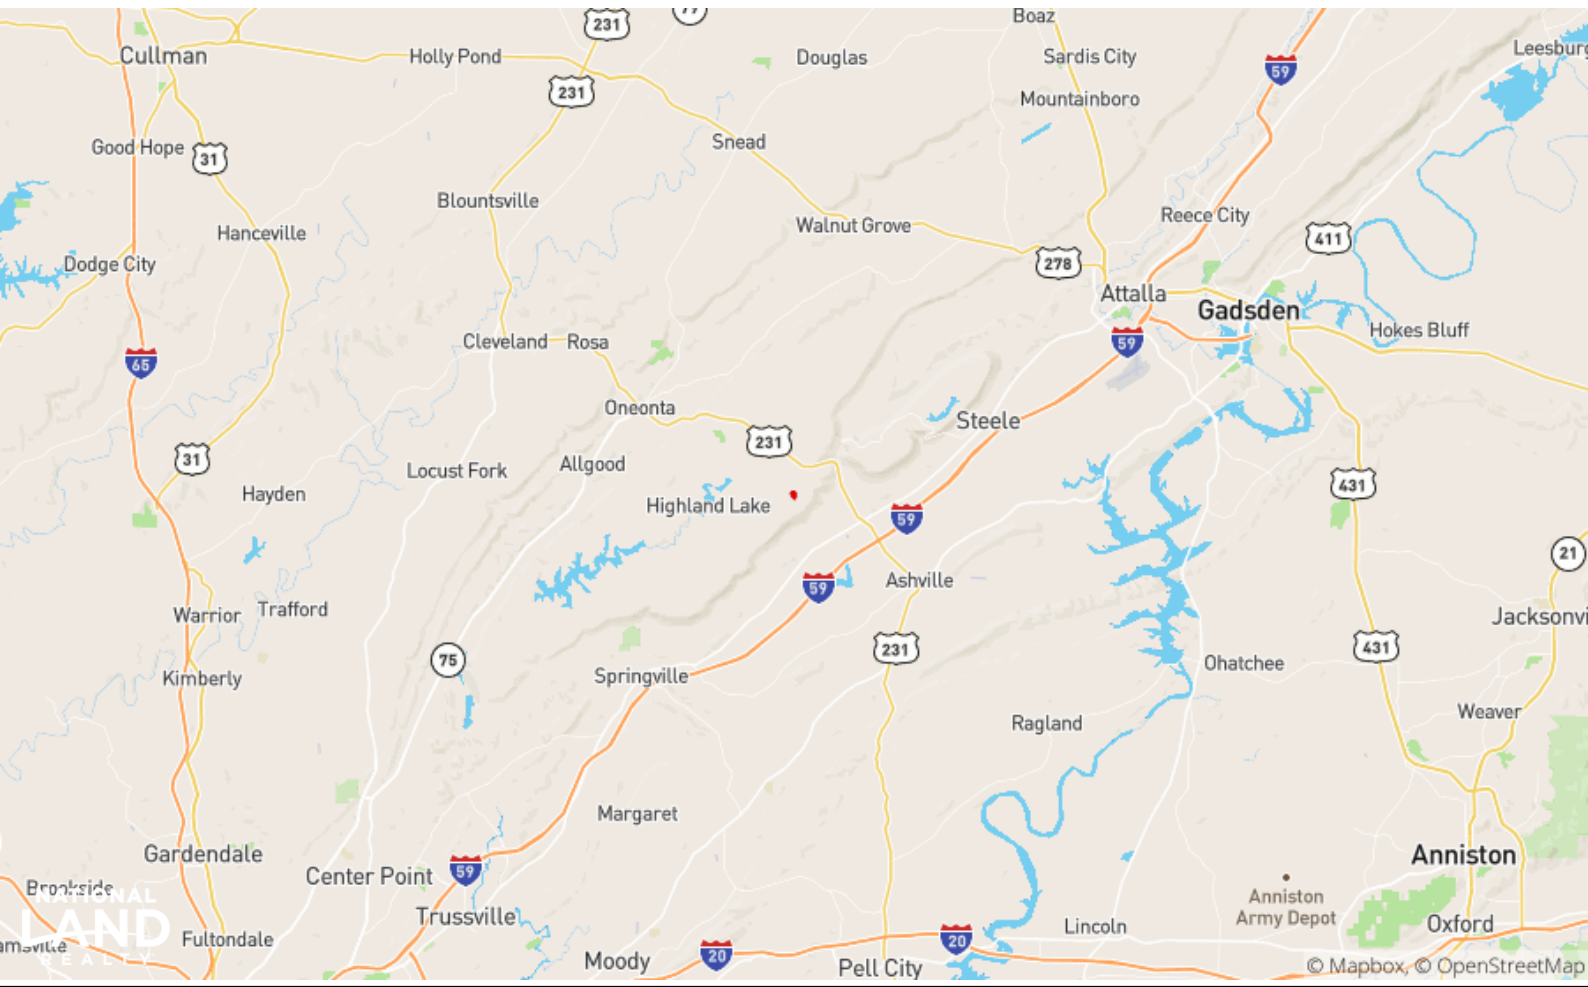 231
77
Boaz
Cullman
Holly Pond
Douglas
Sardis City
59
Leesburg
231
Mountainboro
Good Hope
31
Snead
Blountsville
Reece City
Hanceville
Walnut Grove
411
Dodge City
278
Attalla
Gadsden
Cleveland
Rosa
59
Hokes Bluff
65
Oneonta
Steele
231
31
Locust Fork
Allgood
431
Hayden
Highland Lake
59
21
59
Ashville
Warrior
Trafford
Jacksonvi
231
431
75
Ohatchee
Kimberly
Springville
Weaver
Ragland
Margaret
Gardendale
Anniston
Center Point
59
Brookside
NATIONAL
LAND
REALTY
Anniston
Army Depot
Trussville
Lincoln
Oxford
amsville
Fultondale
20
20
Moody
Pell City
© Mapbox, © OpenStreetMap